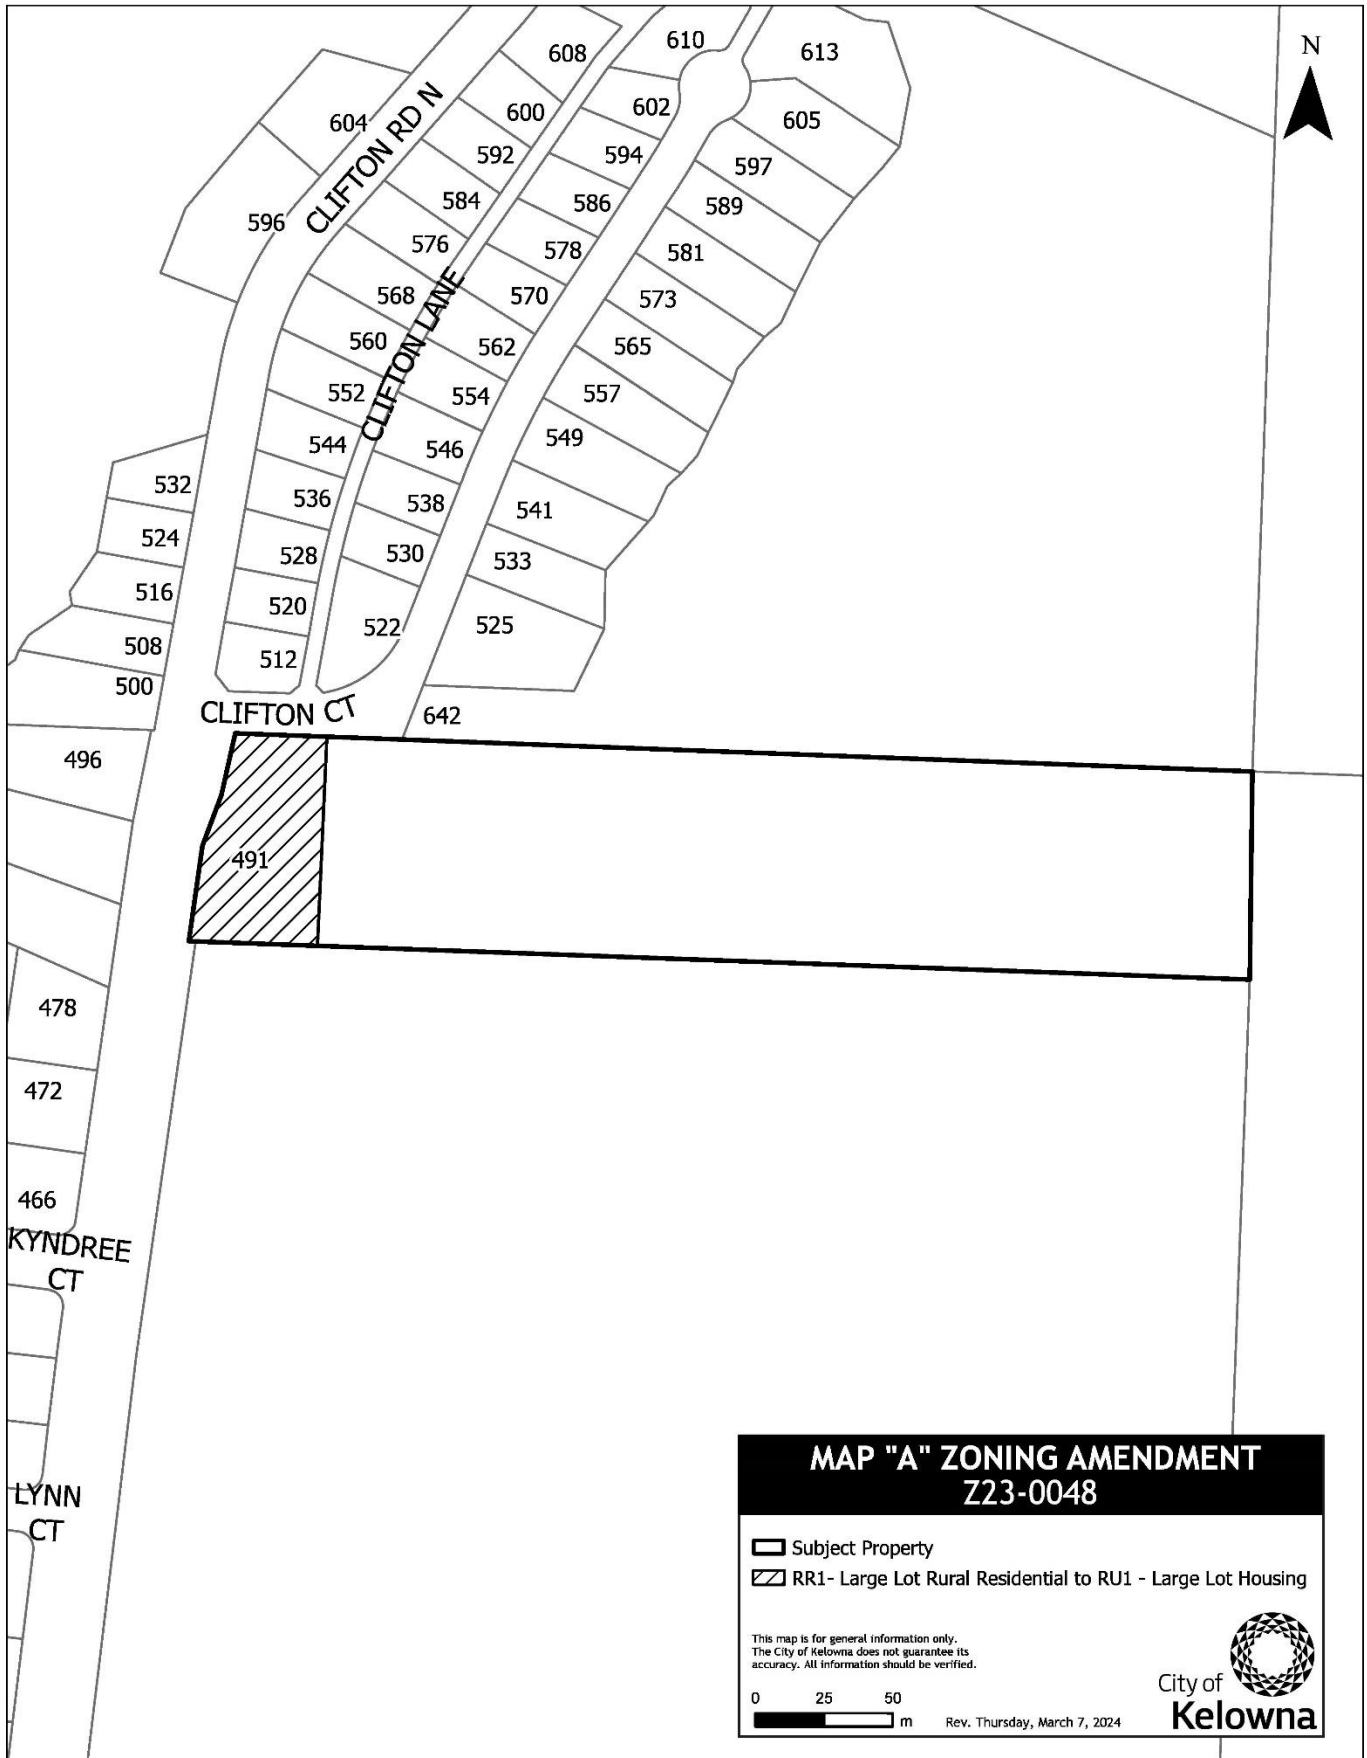 N
610
613
608
604
CLIFTON RD N
600
602
605
592
594
597
596
584
586
589
576
578
581
568
570
573
CLIFTON LANE
560
562
565
552
554
557
544
546
549
532
536
538
541
524
528
530
533
516
520
522
525
508
512
500
CLIFTON CT
642
496
491
478
472
466
KYNDREE
CT
LYNN
CT
MAP "A" ZONING AMENDMENT
Z23-0048
Subject Property
RR1- Large Lot Rural Residential to RU1 - Large Lot Housing
This map is for general information only.
The City of Kelowna does not guarantee its
accuracy. All information should be verified.
0 25 50
m
Rev. Thursday, March 7, 2024
City of
Kelowna